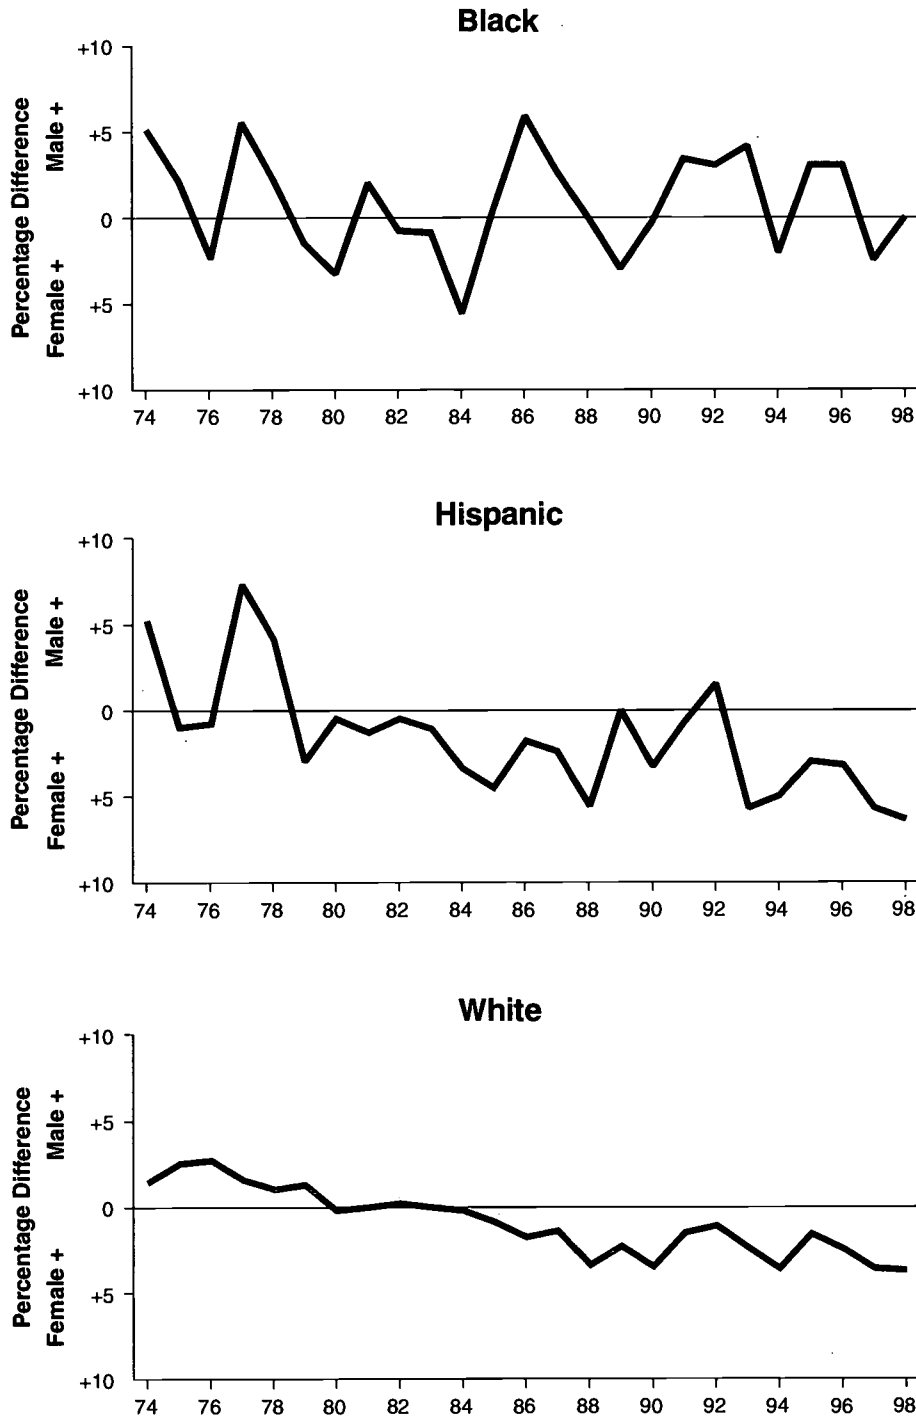 Black
Percentage Difference
Female + Male +
+10
+5
0
+5
+10
74 76 78 80 82 84 86 88 90 92 94 96 98
Hispanic
Percentage Difference
Female + Male +
+10
+5
0
+5
+10
74 76 78 80 82 84 86 88 90 92 94 96 98
White
Percentage Difference
Female + Male +
+10
+5
0
+5
+10
74 76 78 80 82 84 86 88 90 92 94 96 98